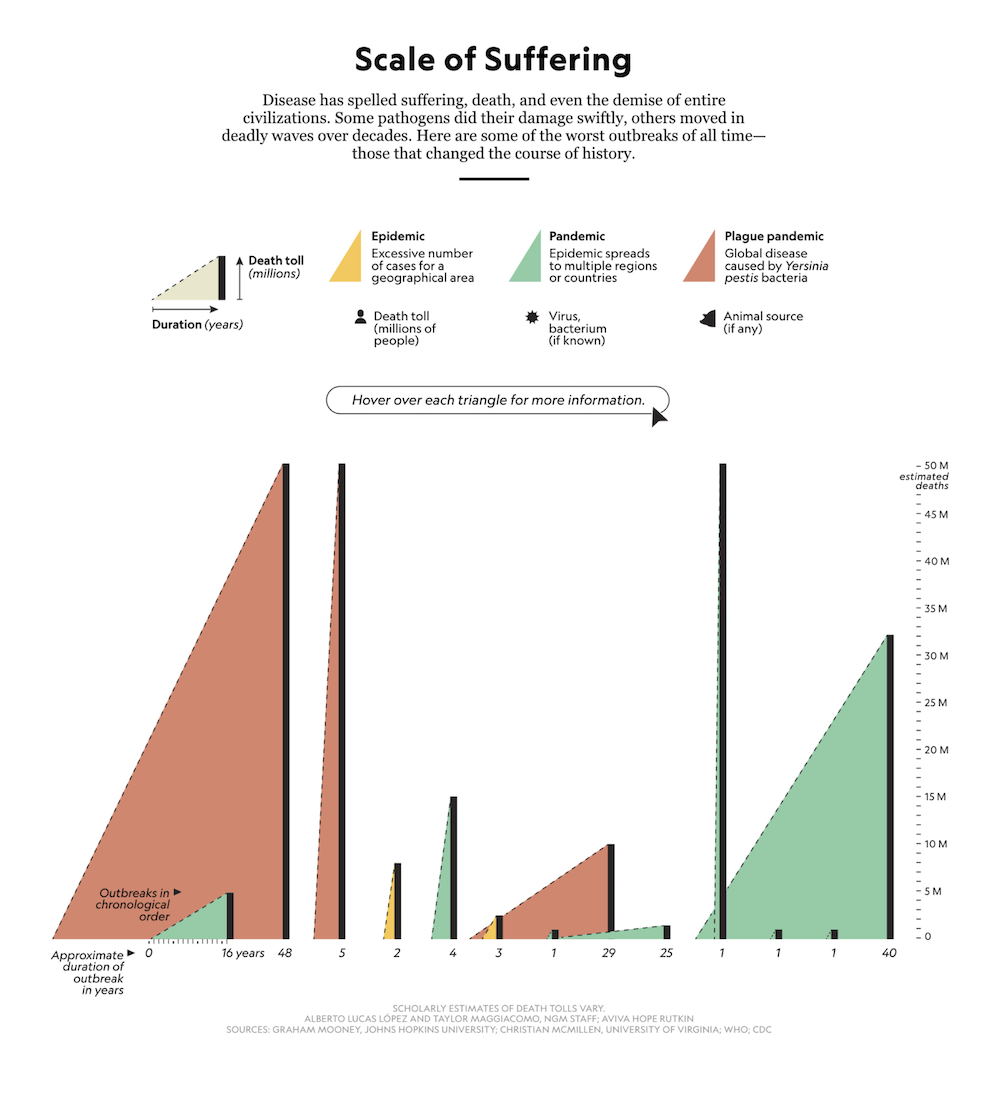 Scale of Suffering
Disease has spelled suffering, death, and even the demise of entire
civilizations. Some pathogens did their damage swiftly, others moved in
deadly waves over decades. Here are some of the worst outbreaks of all time—
those that changed the course of history.
Death toll
(millions)
Duration (years)
Epidemic
Excessive number
of cases for a
geographical area
Pandemic
Epidemic spreads
to multiple regions
or countries
Plague pandemic
Global disease
caused by Yersinia
pestis bacteria
Death toll
(millions of
people)
Virus,
bacterium
(if known)
Animal source
(if any)
Hover over each triangle for more information.
50 M
estimated
deaths
45 M
40 M
35 M
30 M
25 M
20 M
15 M
10 M
5 M
0
Outbreaks in
chronological
order
Approximate
duration of
outbreak
in years
0 16 years 48 5 2 4 3 1 29 25 1 1 1 40
SCHOLARLY ESTIMATES OF DEATH TOLLS VARY.
ALBERTO LUCAS LÓPEZ AND TAYLOR MAGGIACOMO, NGM STAFF; AVIVA HOPE RUTKIN
SOURCES: GRAHAM MOONEY, JOHNS HOPKINS UNIVERSITY; CHRISTIAN MCMILLEN, UNIVERSITY OF VIRGINIA; WHO; CDC